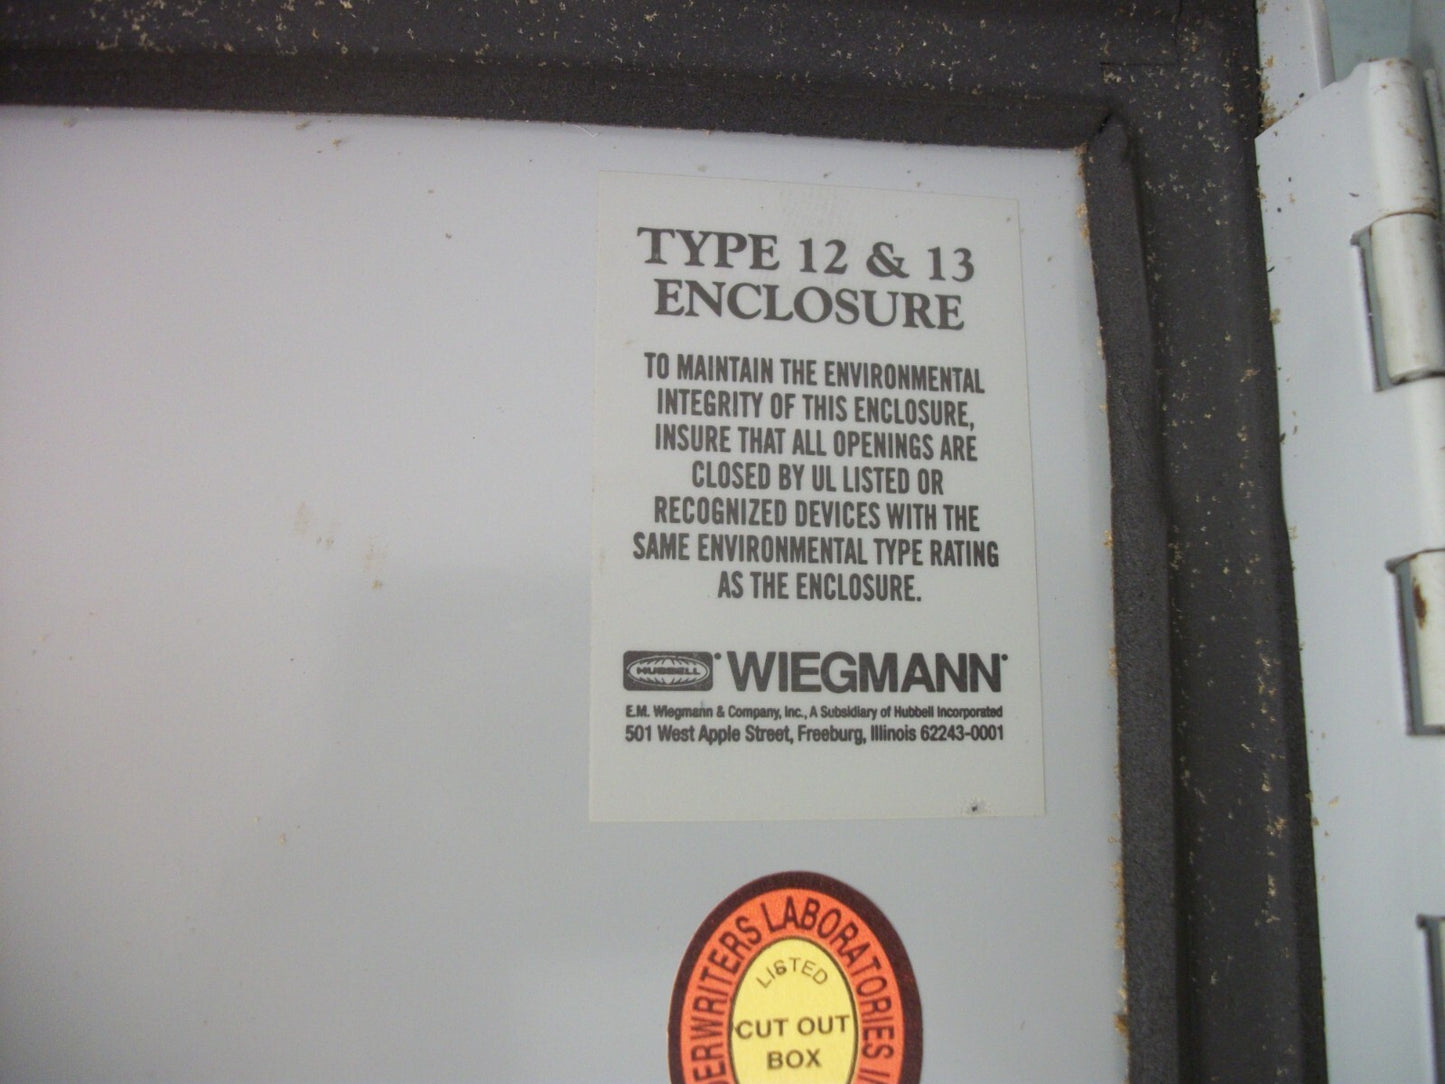 TYPE 12 & 13
ENCLOSURE
TO MAINTAIN THE ENVIRONMENTAL
INTEGRITY OF THIS ENCLOSURE,
INSURE THAT ALL OPENINGS ARE
CLOSED BY UL LISTED OR
RECOGNIZED DEVICES WITH THE
SAME ENVIRONMENTAL TYPE RATING
AS THE ENCLOSURE.
HUBBELL WIEGMANN
E.M. Wiegmann & Company, Inc., A Subsidiary of Hubbell Incorporated
501 West Apple Street, Freeburg, Illinois 62243-0001
LABORATORIES
LISTED
CUT OUT
BOX